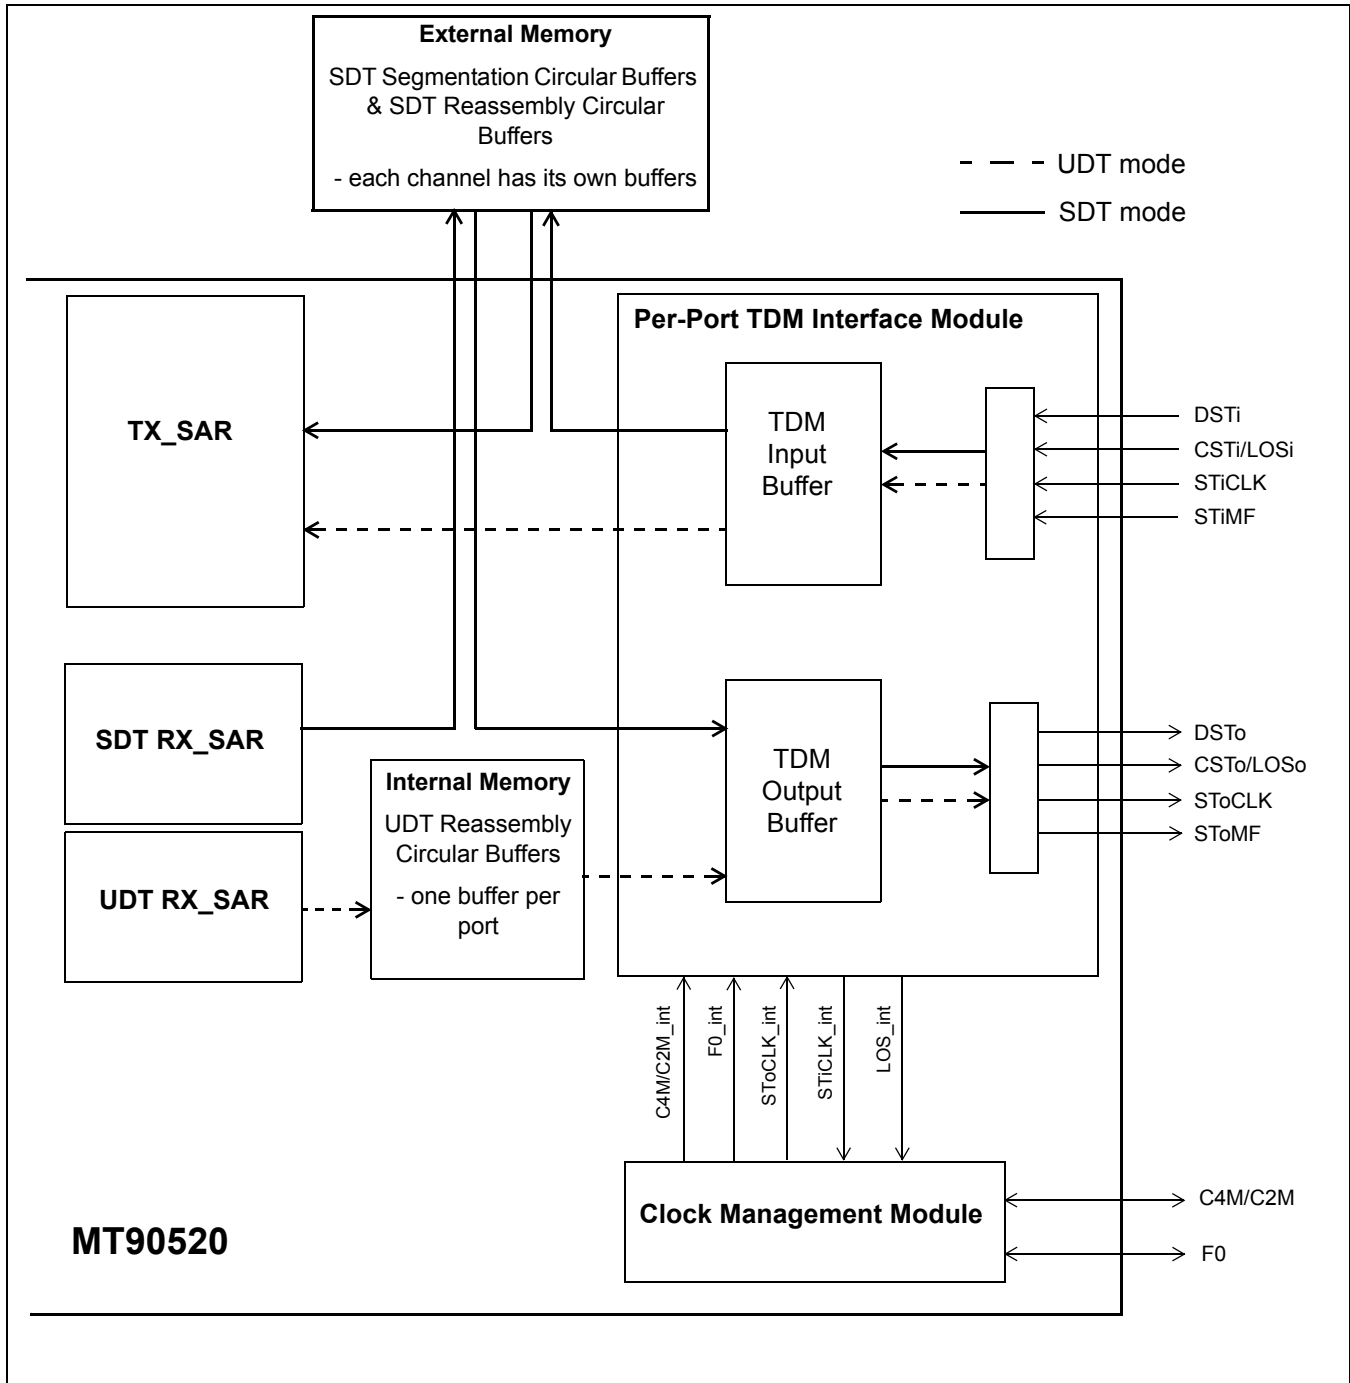 External Memory
SDT Segmentation Circular Buffers
& SDT Reassembly Circular
Buffers
- each channel has its own buffers
UDT mode
SDT mode
Per-Port TDM Interface Module
TX_SAR
TDM
Input
Buffer
DSTi
CSTi/LOSi
STiCLK
STiMF
SDT RX_SAR
UDT RX_SAR
Internal Memory
UDT Reassembly
Circular Buffers
- one buffer per
port
TDM
Output
Buffer
DSTo
CSTo/LOSo
SToCLK
SToMF
C4M/C2M_int
F0_int
SToCLK_int
STiCLK_int
LOS_int
Clock Management Module
C4M/C2M
F0
MT90520